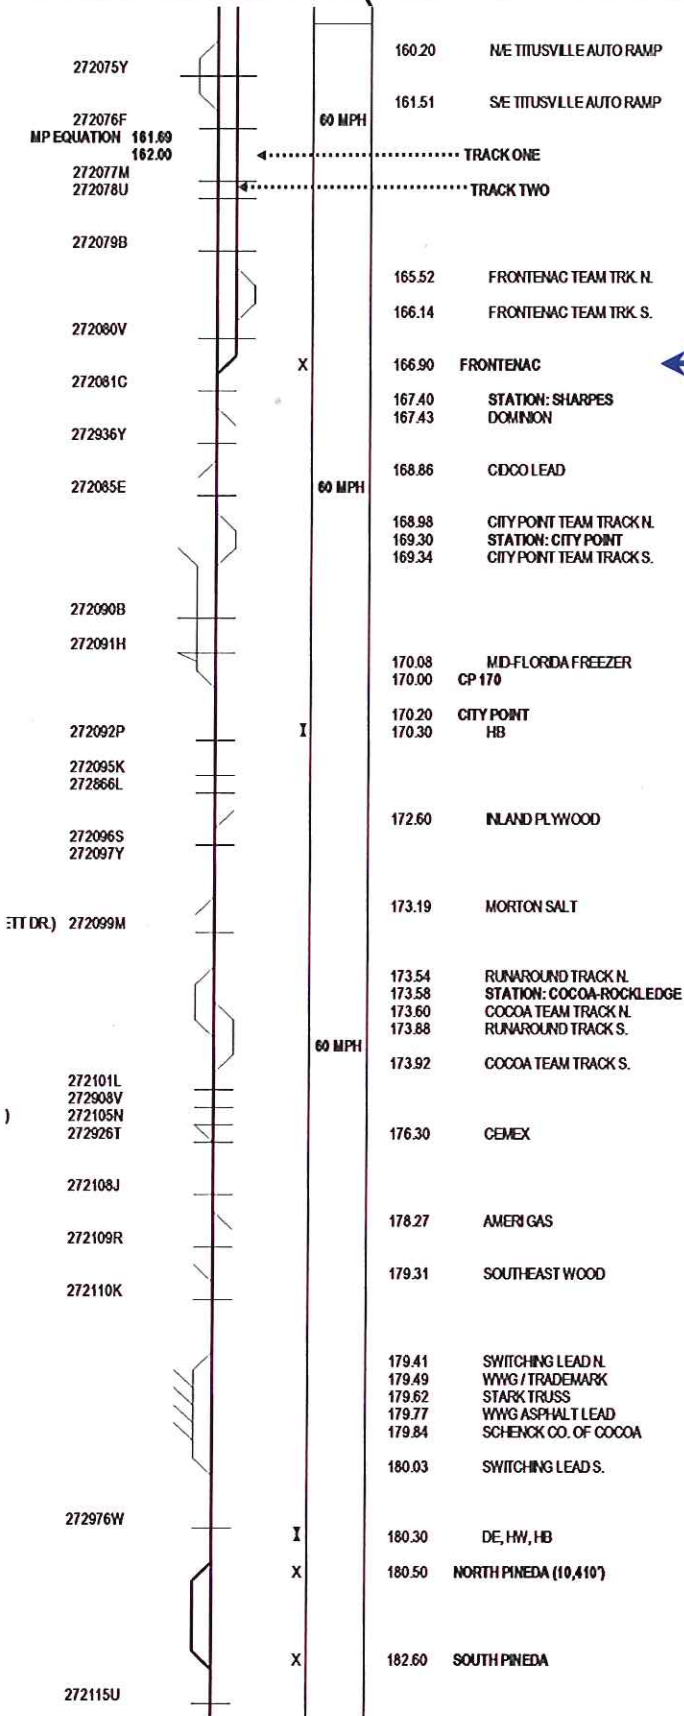 160.20 N/E TITUSVILLE AUTO RAMP
272075Y
161.51 S/E TITUSVILLE AUTO RAMP
272076F 60 MPH
MP EQUATION 161.69
162.00 TRACK ONE
272077M
272078U TRACK TWO
272079B
165.52 FRONTENAC TEAM TRK. N.
166.14 FRONTENAC TEAM TRK. S.
272080V
X 166.90 FRONTENAC
272081C
167.40 STATION: SHARPES
167.43 DOMINION
272936Y
168.86 CIDCO LEAD
272085E 60 MPH
168.98 CITY POINT TEAM TRACK N.
169.30 STATION: CITY POINT
169.34 CITY POINT TEAM TRACK S.
272090B
272091H
170.08 MID-FLORIDA FREEZER
170.00 CP 170
170.20 CITY POINT
272092P I 170.30 HB
272095K
272866L
172.60 INLAND PLYWOOD
272096S
272097Y
173.19 MORTON SALT
ETT DR.) 272099M
173.54 RUNAROUND TRACK N.
173.58 STATION: COCOA-ROCKLEDGE
173.60 COCOA TEAM TRACK N.
173.88 RUNAROUND TRACK S.
60 MPH
173.92 COCOA TEAM TRACK S.
272101L
272908V
) 272105N
272926T 176.30 CEMEX
272108J
178.27 AMERI GAS
272109R
179.31 SOUTHEAST WOOD
272110K
179.41 SWITCHING LEAD N.
179.49 WWG / TRADEMARK
179.62 STARK TRUSS
179.77 WWG ASPHALT LEAD
179.84 SCHENCK CO. OF COCOA
180.03 SWITCHING LEAD S.
272976W
I 180.30 DE, HW, HB
X 180.50 NORTH PINEDA (10,410')
X 182.60 SOUTH PINEDA
272115U